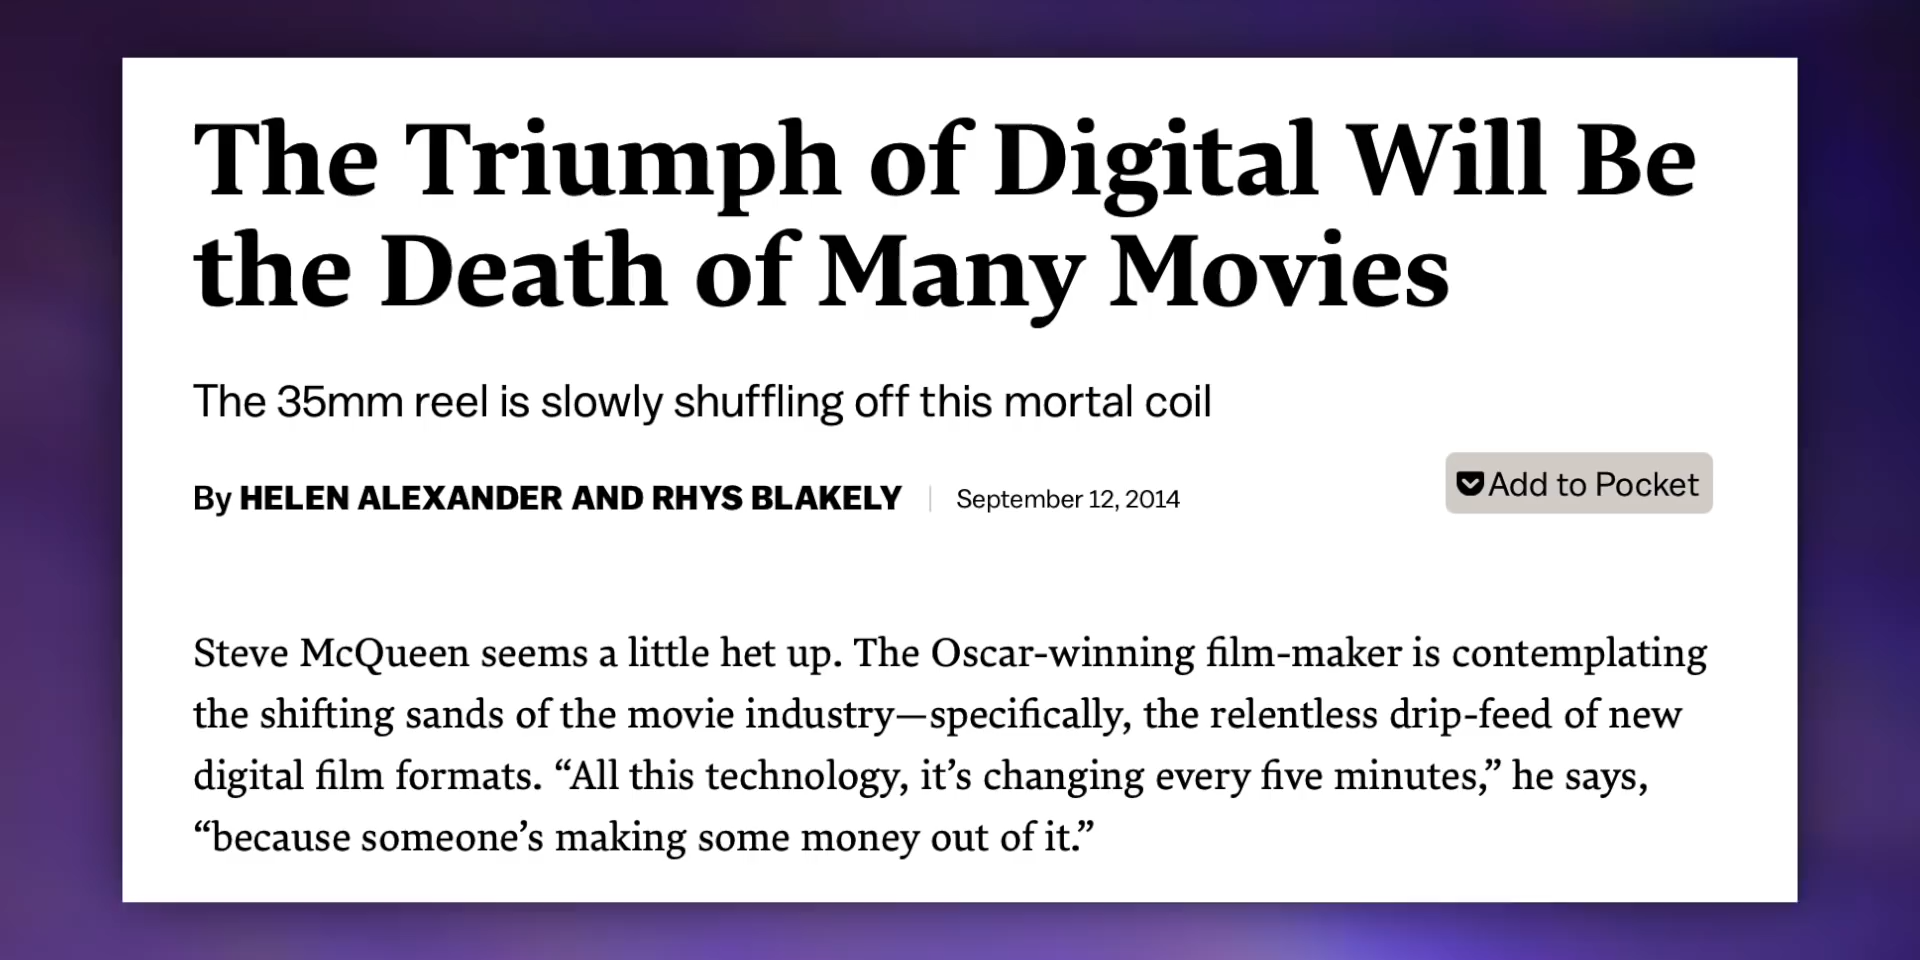 The Triumph of Digital Will Be
the Death of Many Movies
The 35mm reel is slowly shuffling off this mortal coil
By HELEN ALEXANDER AND RHYS BLAKELY | September 12, 2014
Add to Pocket
Steve McQueen seems a little het up. The Oscar-winning film-maker is contemplating
the shifting sands of the movie industry—specifically, the relentless drip-feed of new
digital film formats. “All this technology, it’s changing every five minutes,” he says,
“because someone’s making some money out of it.”